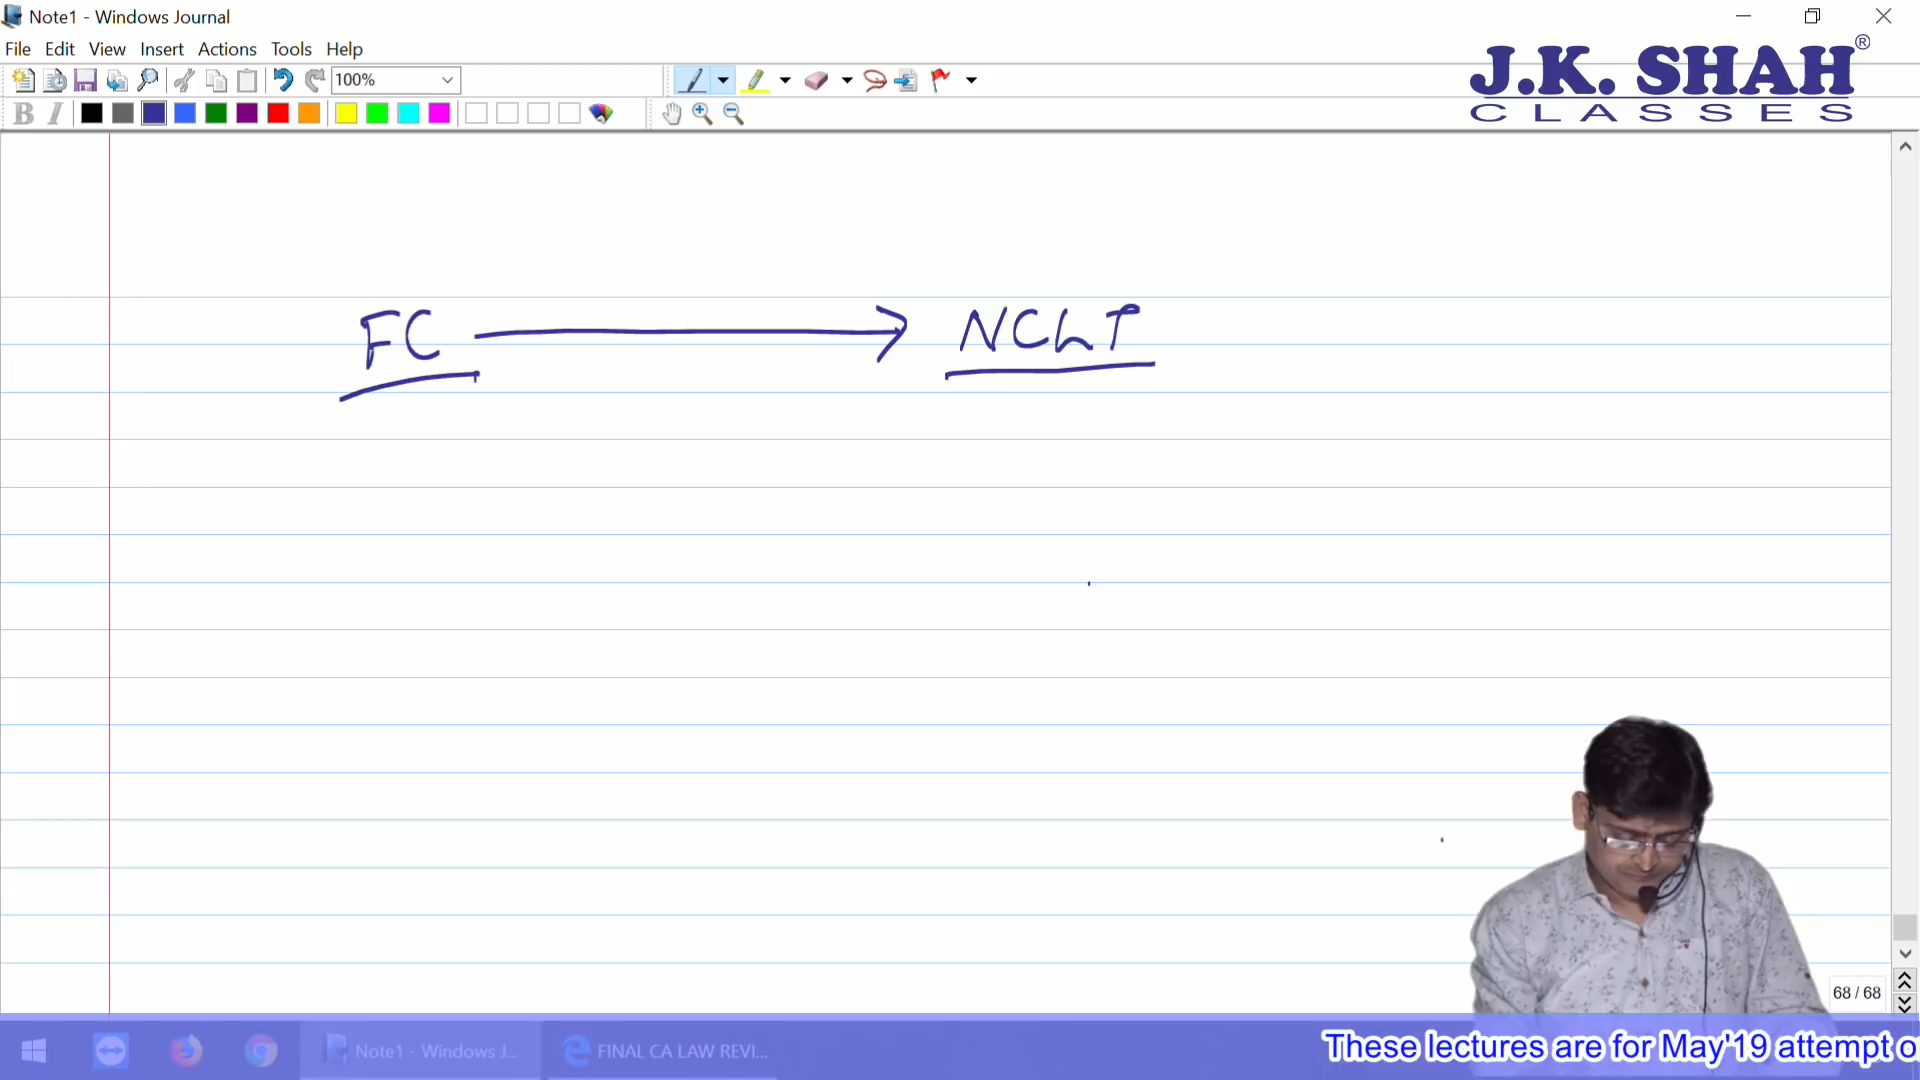 Note1 - Windows Journal
File Edit View Insert Actions Tools Help
100%
J.K. SHAH®
CLASSES
B I
FC → NCLT
68 / 68
Note1 - Windows J...
FINAL CA LAW REVI...
These lectures are for May'19 attempt o